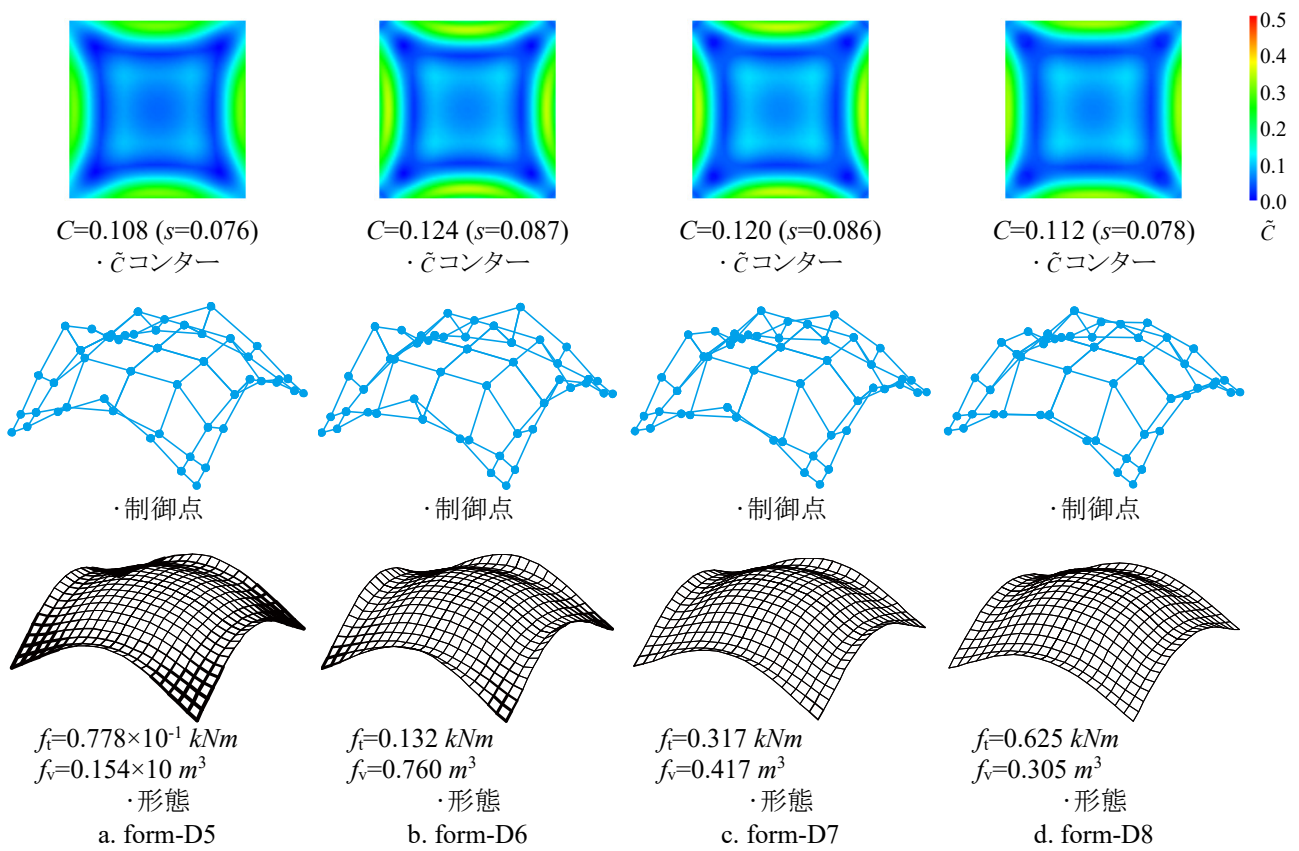 0.5
0.4
0.3
0.2
0.1
0.0
c̃
C=0.108 (s=0.076)
・c̃コンター
C=0.124 (s=0.087)
・c̃コンター
C=0.120 (s=0.086)
・c̃コンター
C=0.112 (s=0.078)
・c̃コンター
・制御点
・制御点
・制御点
・制御点
fₜ=0.778×10⁻¹ kNm
fᵥ=0.154×10 m³
・形態
a. form-D5
fₜ=0.132 kNm
fᵥ=0.760 m³
・形態
b. form-D6
fₜ=0.317 kNm
fᵥ=0.417 m³
・形態
c. form-D7
fₜ=0.625 kNm
fᵥ=0.305 m³
・形態
d. form-D8